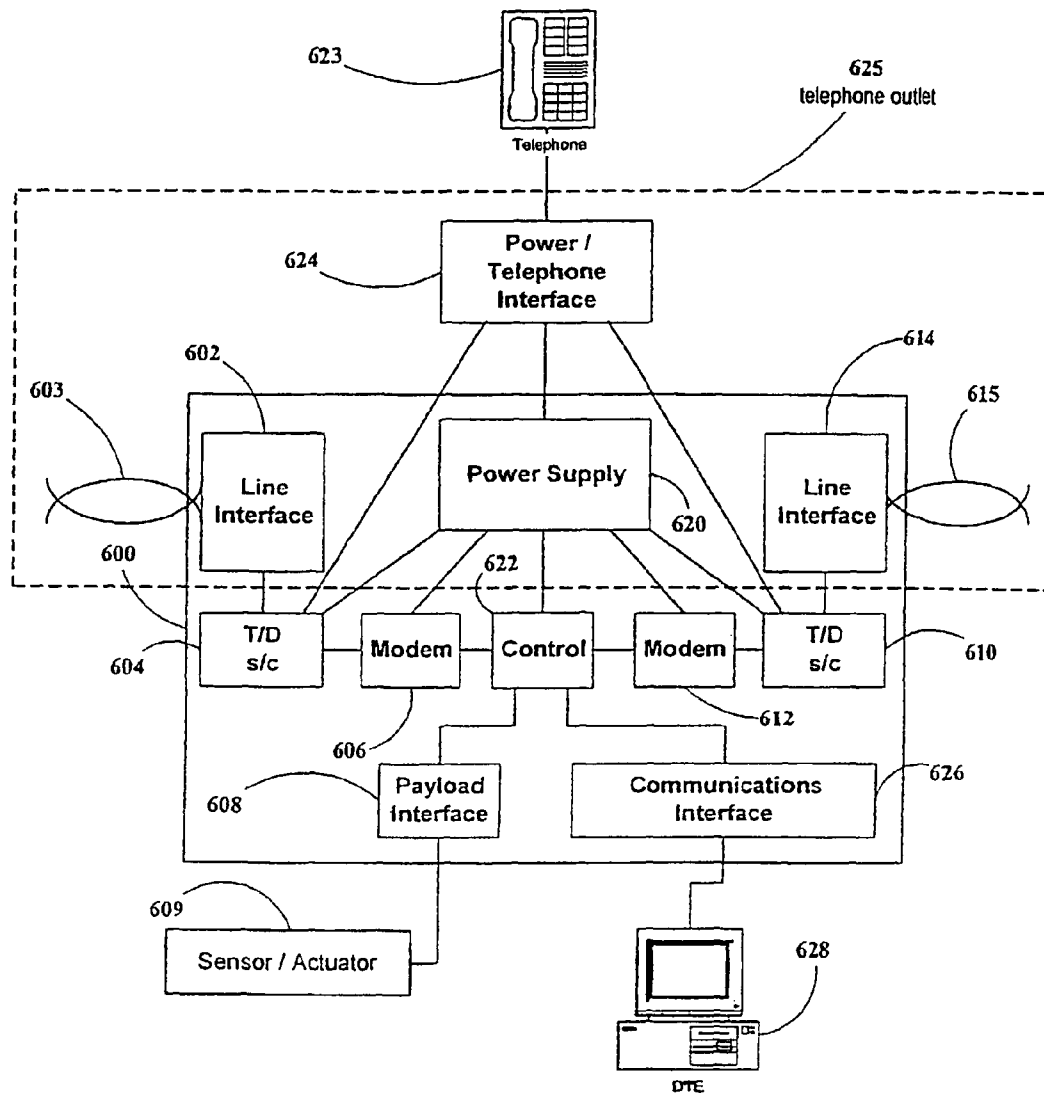 623
625
telephone outlet
Telephone
Power /
Telephone
Interface
624
602
614
603
615
Line
Interface
Power Supply
Line
Interface
620
600
622
604
T/D
s/c
Modem
Control
Modem
T/D
s/c
610
606
612
608
Payload
Interface
Communications
Interface
626
609
Sensor / Actuator
628
DTE